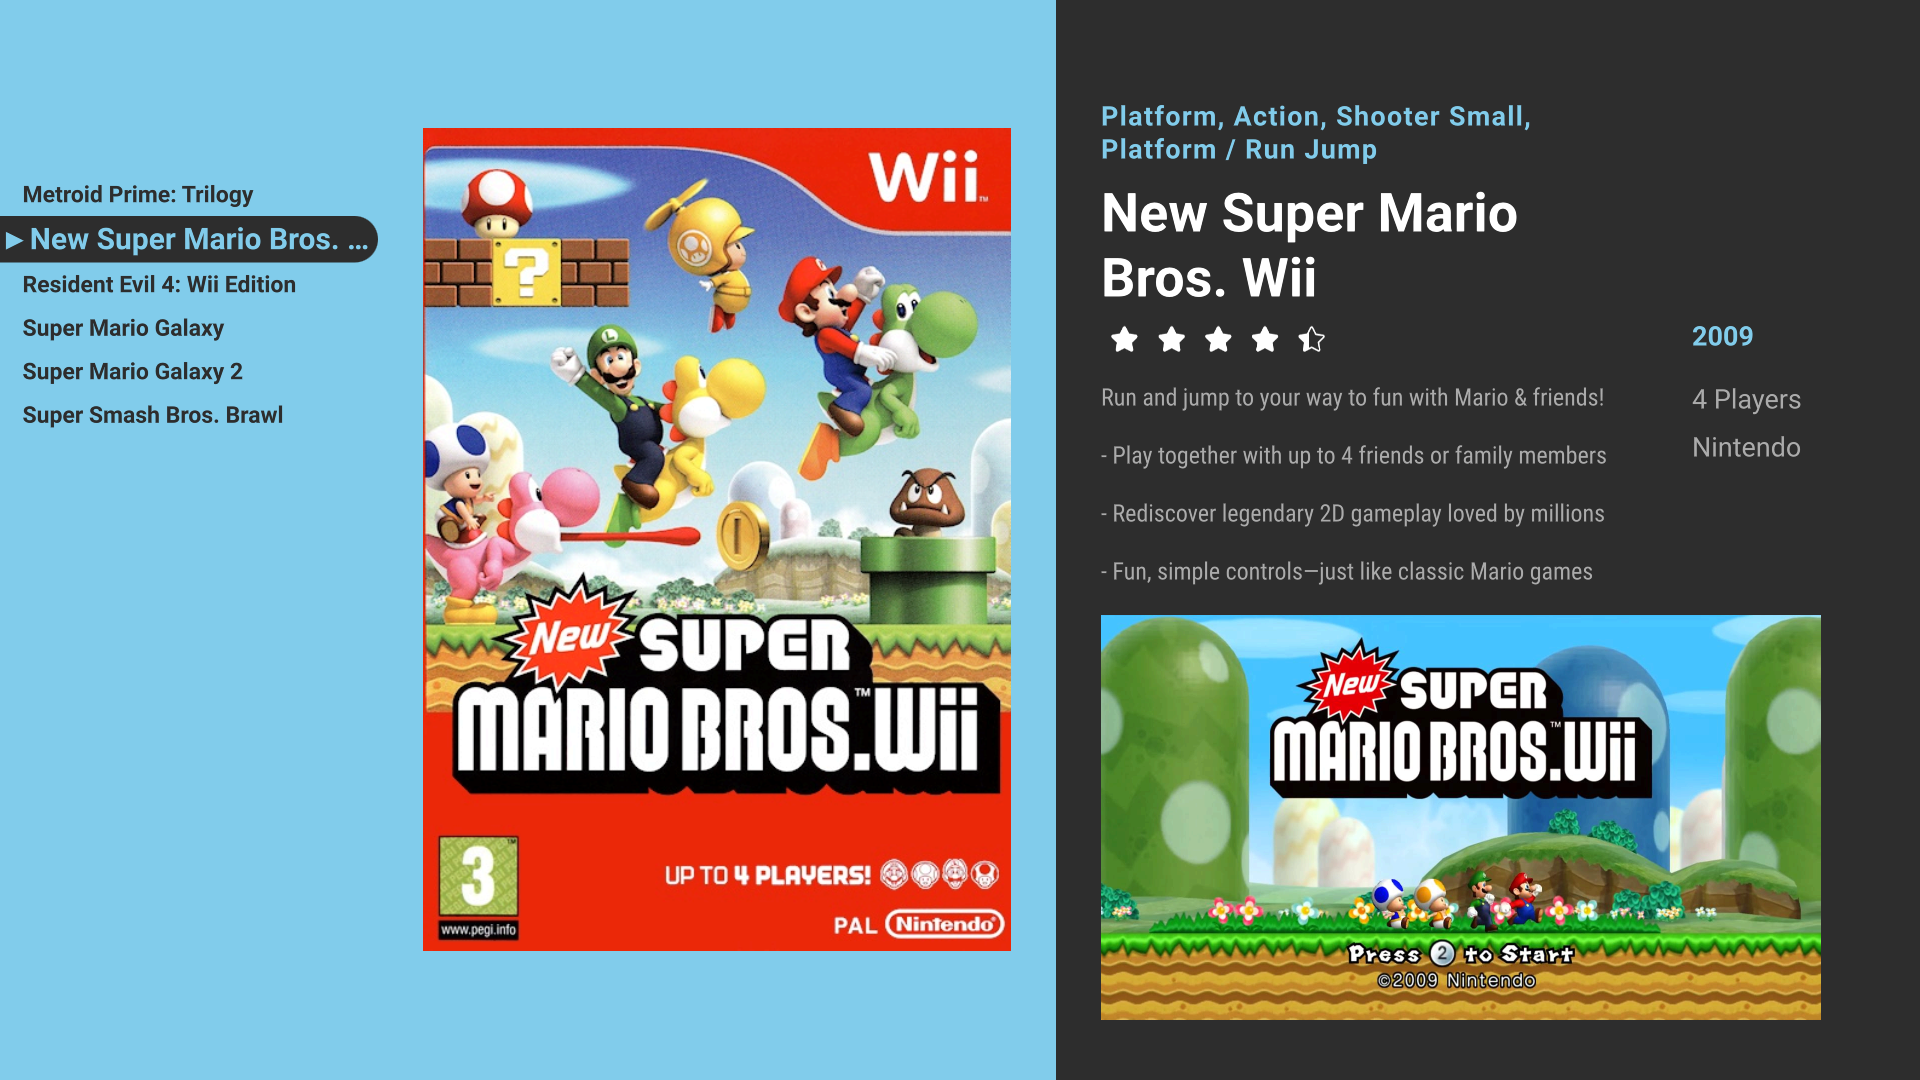 Metroid Prime: Trilogy
New Super Mario Bros. ...
Resident Evil 4: Wii Edition
Super Mario Galaxy
Super Mario Galaxy 2
Super Smash Bros. Brawl
Wii™
?
L
New SUPER
MARIO BROS.™Wii
3™
www.pegi.info
UP TO 4 PLAYERS!
PAL Nintendo®
Platform, Action, Shooter Small,
Platform / Run Jump
New Super Mario
Bros. Wii
2009
4 Players
Nintendo
Run and jump to your way to fun with Mario & friends!
- Play together with up to 4 friends or family members
- Rediscover legendary 2D gameplay loved by millions
- Fun, simple controls—just like classic Mario games
New SUPER
MARIO BROS.™Wii
Press 2 to Start
©2009 Nintendo